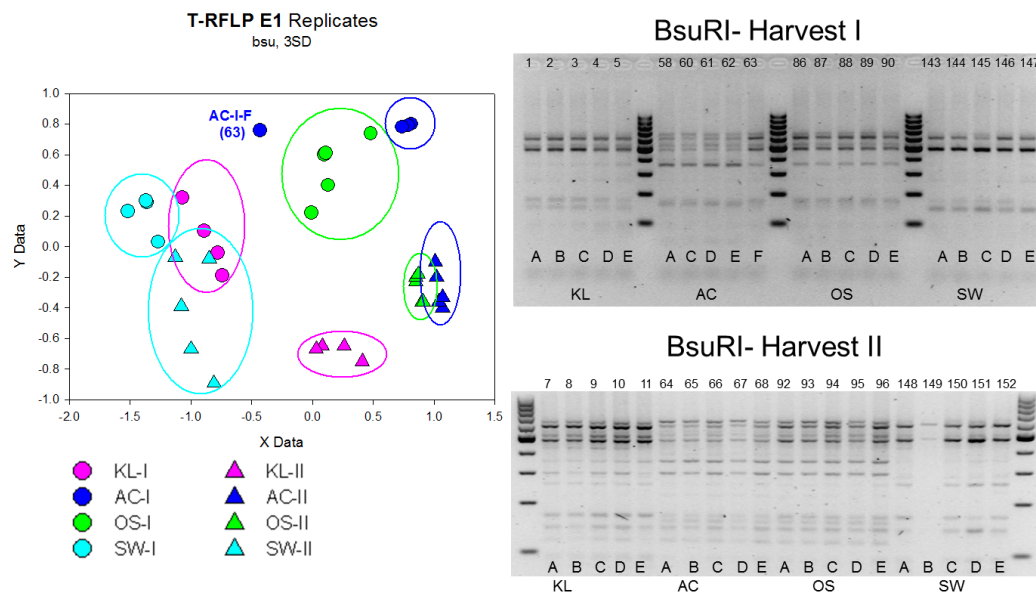 T-RFLP E1 Replicates
bsu, 3SD
1.0
0.8
0.6
0.4
0.2
0.0
-0.2
-0.4
-0.6
-0.8
-1.0
Y Data
AC-I-F
(63)
-2.0 -1.5 -1.0 -0.5 0.0 0.5 1.0 1.5
X Data
KL-I KL-II
AC-I AC-II
OS-I OS-II
SW-I SW-II
BsuRI- Harvest I
1 2 3 4 5 58 60 61 62 63 86 87 88 89 90 143 144 145 146 147
A B C D E A C D E F A B C D E A B C D E
KL AC OS SW
BsuRI- Harvest II
7 8 9 10 11 64 65 66 67 68 92 93 94 95 96 148 149 150 151 152
A B C D E A B C D E A B C D E A B C D E
KL AC OS SW